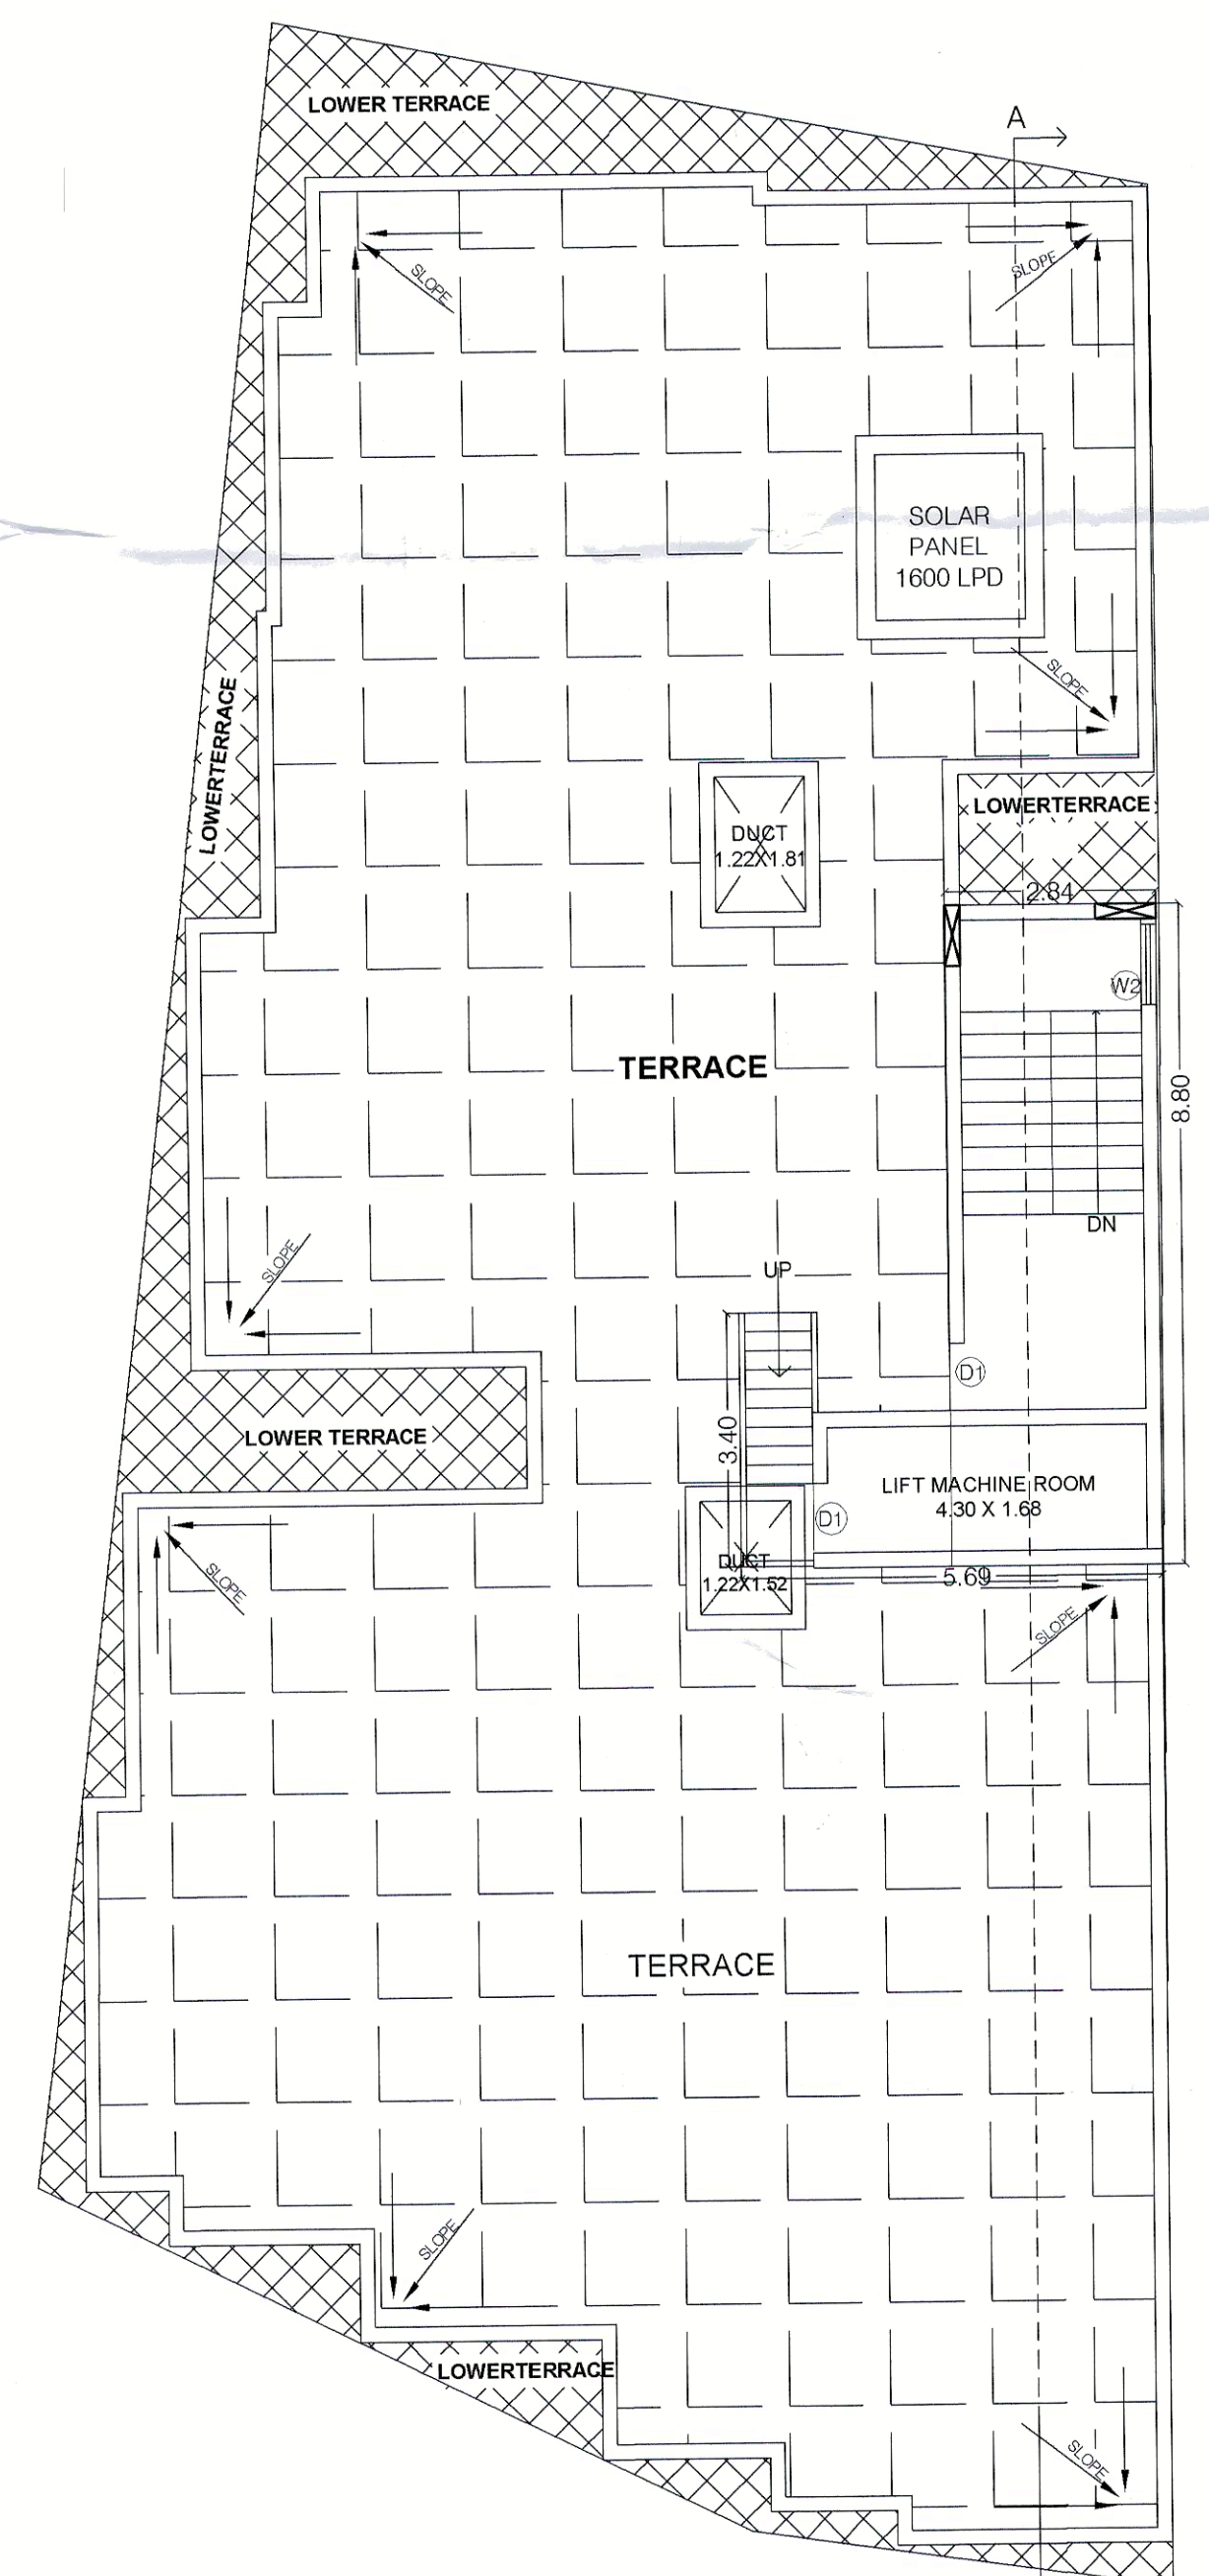 LOWER TERRACE
A
SLOPE
SLOPE
SOLAR
PANEL
1600 LPD
SLOPE
LOWERTERRACE
DUCT
1.22X1.81
LOWERTERRACE
2.84
W2
TERRACE
8.80
DN
SLOPE
UP
D1
3.40
LOWER TERRACE
LIFT MACHINE ROOM
4.30 X 1.68
D1
DUCT
1.22X1.52
5.69
SLOPE
SLOPE
TERRACE
SLOPE
LOWERTERRACE
SLOPE